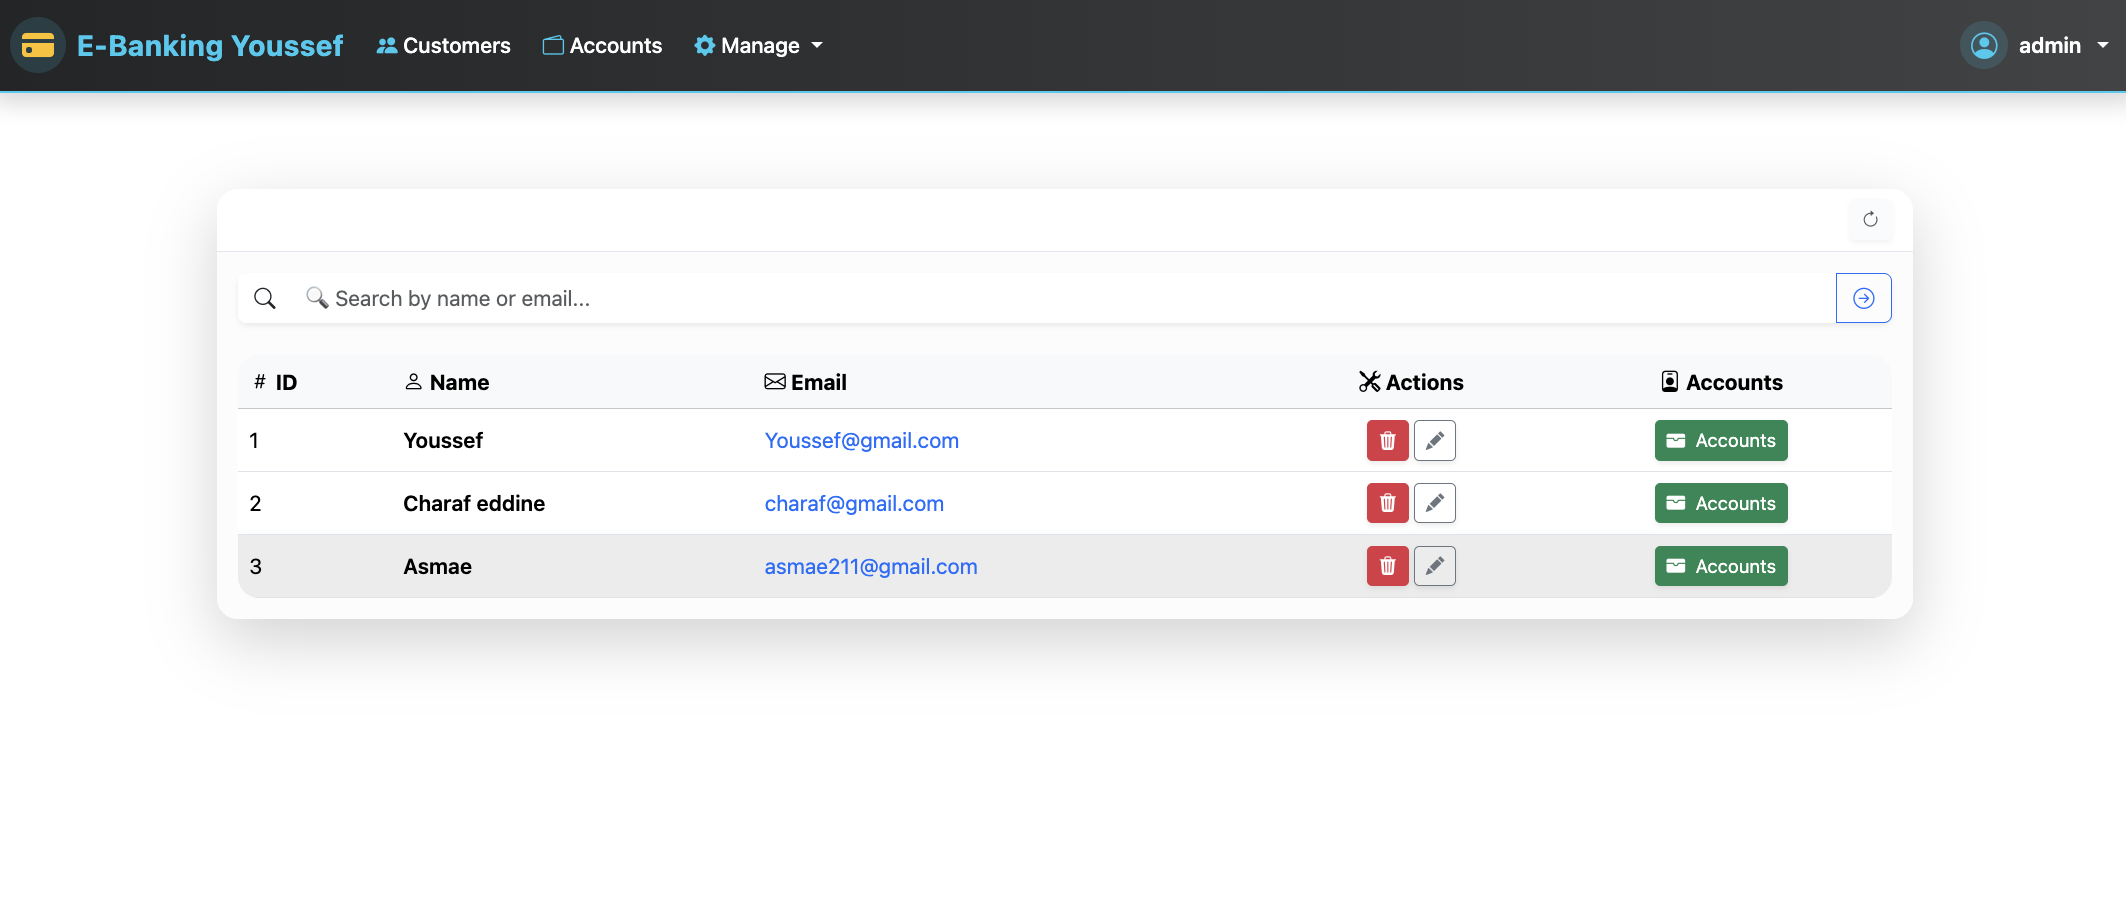 E-Banking Youssef Customers Accounts Manage admin
Search by name or email...
# ID Name Email Actions Accounts
1 Youssef Youssef@gmail.com Accounts
2 Charaf eddine charaf@gmail.com Accounts
3 Asmae asmae211@gmail.com Accounts